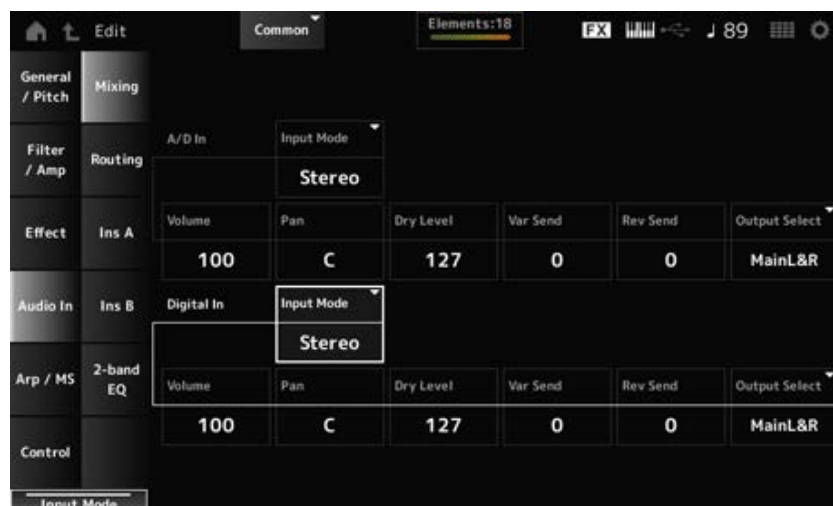 Edit
Common
Elements:18
FX
♩ 89
General / Pitch
Mixing
Filter / Amp
Routing
A/D In
Input Mode
Stereo
Effect
Ins A
Volume
Pan
Dry Level
Var Send
Rev Send
Output Select
100
C
127
0
0
MainL&R
Audio In
Ins B
Digital In
Input Mode
Stereo
Arp / MS
2-band EQ
Volume
Pan
Dry Level
Var Send
Rev Send
Output Select
100
C
127
0
0
MainL&R
Control
Input Mode